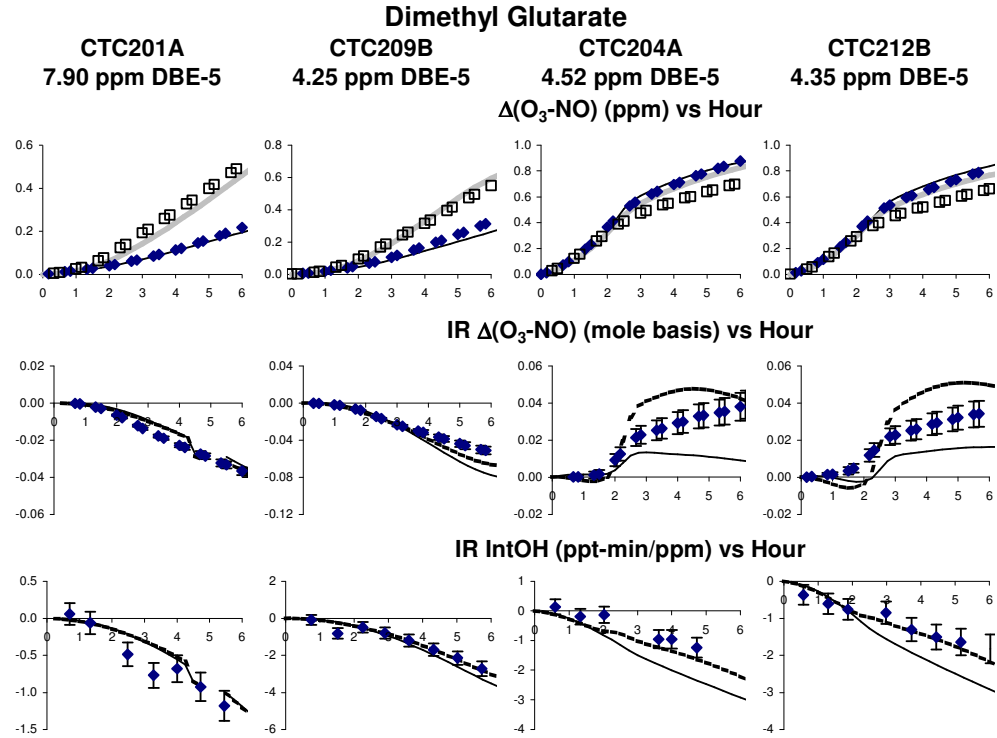 Dimethyl Glutarate
CTC201A CTC209B CTC204A CTC212B
7.90 ppm DBE-5 4.25 ppm DBE-5 4.52 ppm DBE-5 4.35 ppm DBE-5
Δ(O₃-NO) (ppm) vs Hour
0.6 0.8 1.0 1.0
0.8 0.8
0.4 0.6
0.6 0.6
0.4
0.4 0.4
0.2 0.2 0.2 0.2
0.0 0.0 0.0 0.0
0 1 2 3 4 5 6 0 1 2 3 4 5 6 0 1 2 3 4 5 6 0 1 2 3 4 5 6
IR Δ(O₃-NO) (mole basis) vs Hour
0.02 0.04 0.06 0.06
0.00 0.00 0.04 0.04
0 1 2 3 4 5 6 0 1 2 3 4 5 6
-0.02 -0.04 0.02 0.02
-0.04 -0.08 0.00 0.00
0 1 2 3 4 5 6 0 1 2 3 4 5 6
-0.06 -0.12 -0.02 -0.02
IR IntOH (ppt-min/ppm) vs Hour
0.5 2 1 0
0 1 2 3 4 5 6
0.0 0 0 -1
0 1 2 3 4 5 6 0 1 2 3 4 5 6 0 1 2 3 4 5 6
-0.5 -2 -1 -2
-2
-1.0 -4 -3 -3
-1.5 -6 -4 -4